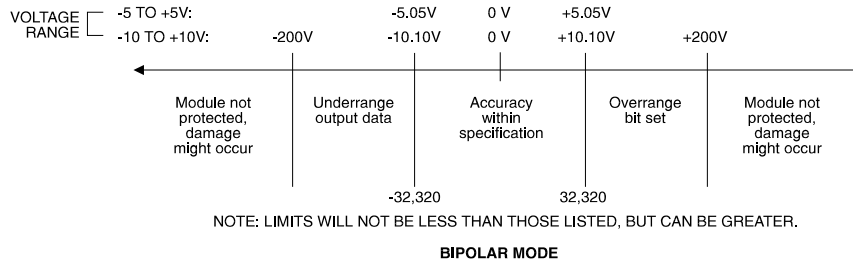 VOLTAGE RANGE
-5 TO +5V: -5.05V 0 V +5.05V
-10 TO +10V: -200V -10.10V 0 V +10.10V +200V
Module not
protected,
damage
might occur
Underrange
output data
Accuracy
within
specification
Overrange
bit set
Module not
protected,
damage
might occur
-32,320 32,320
NOTE: LIMITS WILL NOT BE LESS THAN THOSE LISTED, BUT CAN BE GREATER.
BIPOLAR MODE